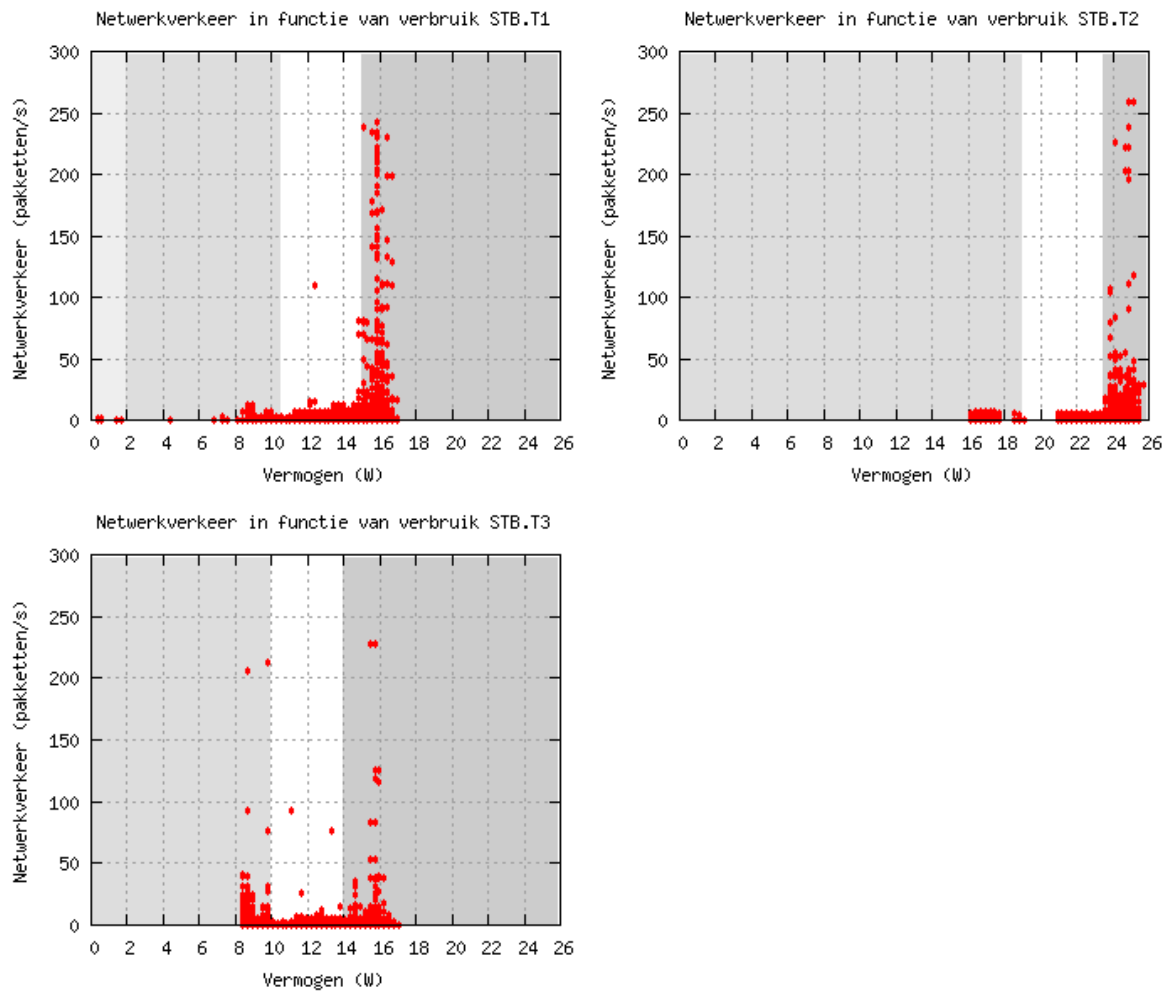 Netwerkverkeer in functie van verbruik STB.T1
300
250
200
150
100
50
0
Netwerkverkeer (pakketten/s)
0 2 4 6 8 10 12 14 16 18 20 22 24 26
Vermogen (W)
Netwerkverkeer in functie van verbruik STB.T2
300
250
200
150
100
50
0
Netwerkverkeer (pakketten/s)
0 2 4 6 8 10 12 14 16 18 20 22 24 26
Vermogen (W)
Netwerkverkeer in functie van verbruik STB.T3
300
250
200
150
100
50
0
Netwerkverkeer (pakketten/s)
0 2 4 6 8 10 12 14 16 18 20 22 24 26
Vermogen (W)